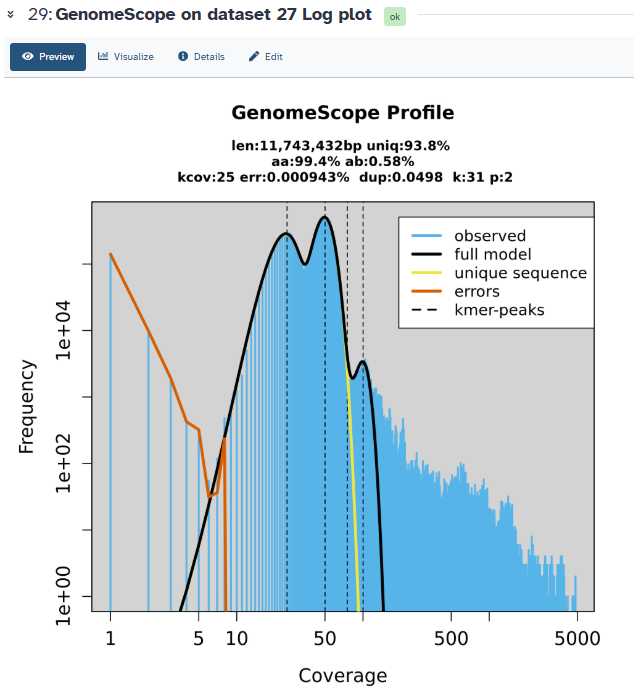 29: GenomeScope on dataset 27 Log plot ok
Preview Visualize Details Edit
GenomeScope Profile
len:11,743,432bp uniq:93.8%
aa:99.4% ab:0.58%
kcov:25 err:0.000943% dup:0.0498 k:31 p:2
observed
full model
unique sequence
errors
kmer-peaks
Frequency
1e+04
1e+02
1e+00
1 5 10 50 500 5000
Coverage